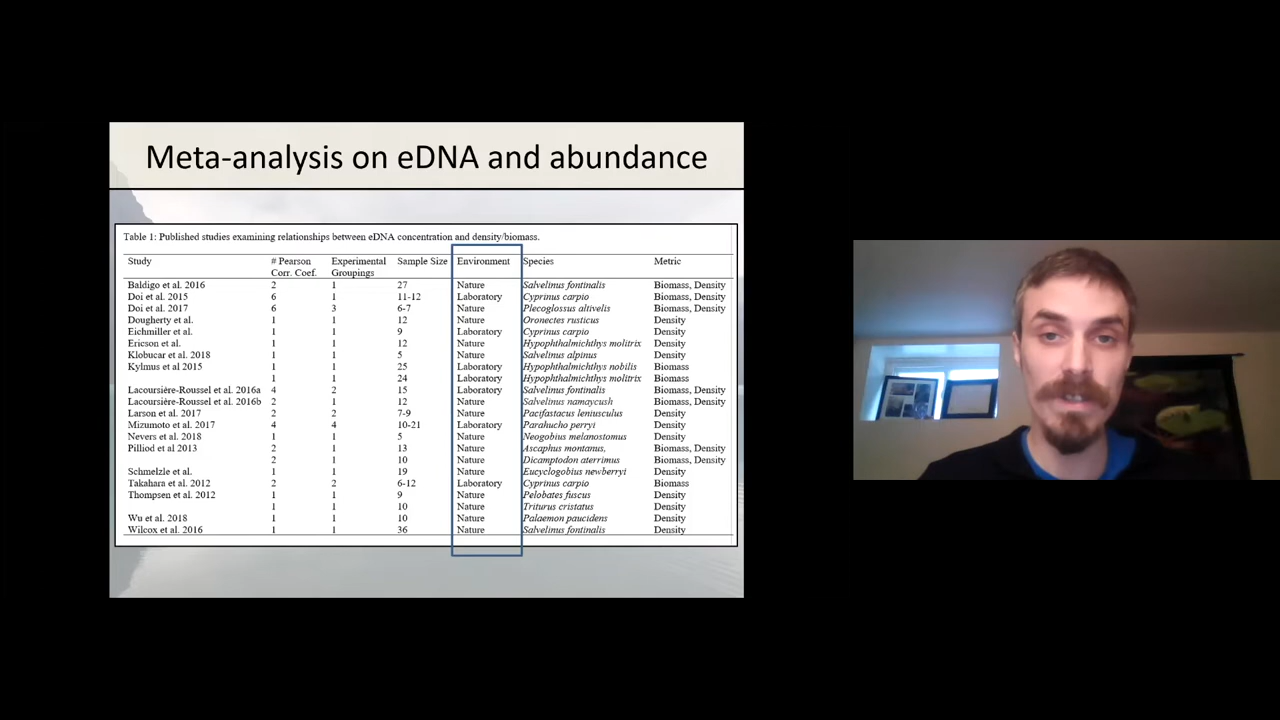 Meta-analysis on eDNA and abundance
Table 1: Published studies examining relationships between eDNA concentration and density/biomass.
Study # Pearson Corr. Coef. Experimental Groupings Sample Size Environment Species Metric
Baldigo et al. 2016 2 1 27 Nature Salvelinus fontinalis Biomass, Density
Doi et al. 2015 6 1 11-12 Laboratory Cyprinus carpio Biomass, Density
Doi et al. 2017 6 3 6-7 Nature Plecoglossus altivelis Biomass, Density
Dougherty et al. 1 1 12 Nature Oronectes rusticus Density
Eichmiller et al. 1 1 9 Laboratory Cyprinus carpio Density
Ericson et al. 1 1 12 Nature Hypophthalmichthys molitrix Density
Klobucar et al. 2018 1 1 5 Nature Salvelinus alpinus Density
Kylmus et al 2015 1 1 25 Laboratory Hypophthalmichthys nobilis Biomass
1 1 24 Laboratory Hypophthalmichthys molitrix Biomass
Lacoursière-Roussel et al. 2016a 4 2 15 Laboratory Salvelinus fontinalis Biomass, Density
Lacoursière-Roussel et al. 2016b 2 1 12 Nature Salvelinus namaycush Biomass, Density
Larson et al. 2017 2 2 7-9 Nature Pacifastacus leniusculus Density
Mizumoto et al. 2017 4 4 10-21 Laboratory Parahucho perryi Density
Nevers et al. 2018 1 1 5 Nature Neogobius melanostomus Density
Pilliod et al 2013 2 1 13 Nature Ascaphus montanus, Biomass, Density
2 1 10 Nature Dicamptodon aterrimus Biomass, Density
Schmelzle et al. 1 1 19 Nature Eucyclogobius newberryi Density
Takahara et al. 2012 2 2 6-12 Laboratory Cyprinus carpio Biomass
Thompsen et al. 2012 1 1 9 Nature Pelobates fuscus Density
1 1 10 Nature Triturus cristatus Density
Wu et al. 2018 1 1 10 Nature Palaemon paucidens Density
Wilcox et al. 2016 1 1 36 Nature Salvelinus fontinalis Density